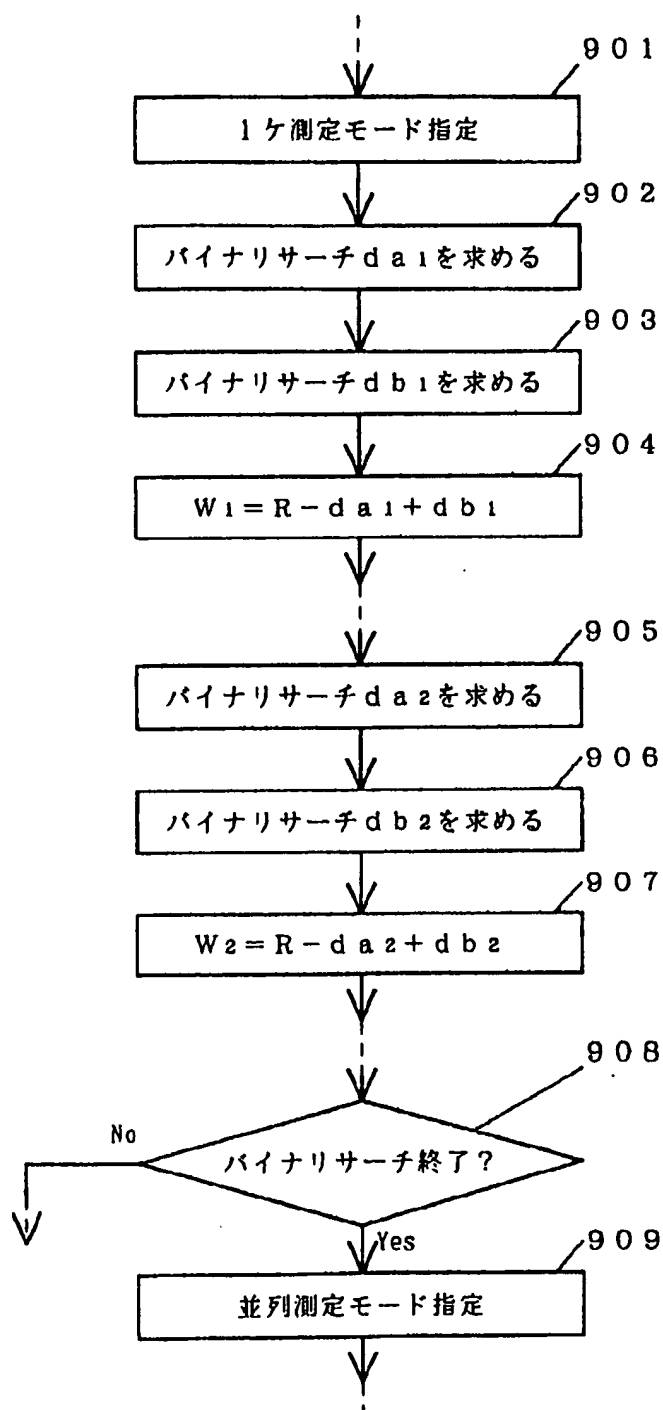 901
1ケ測定モード指定
902
バイナリサーチda1を求める
903
バイナリサーチdb1を求める
904
W1=R-da1+db1
905
バイナリサーチda2を求める
906
バイナリサーチdb2を求める
907
W2=R-da2+db2
908
No
バイナリサーチ終了?
Yes
909
並列測定モード指定